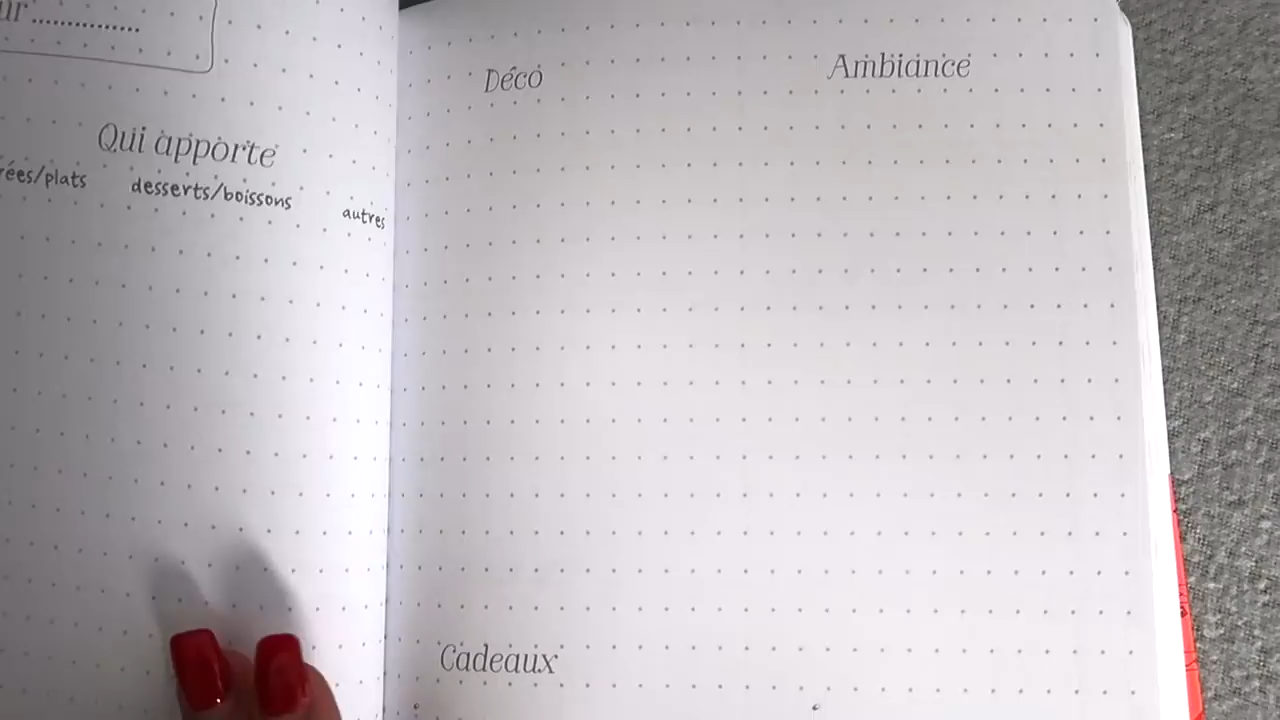 Qui apporte
desserts/boissons autres
Déco
Ambiance
Cadeaux